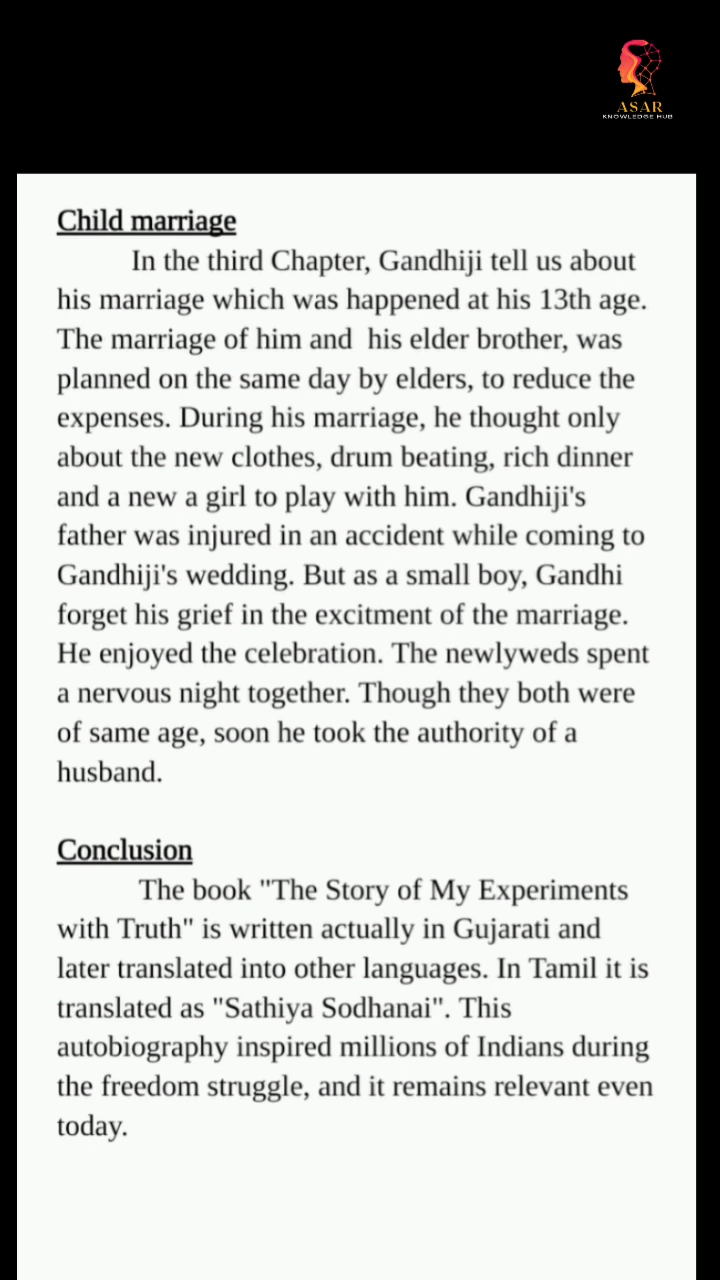 ASAR
KNOWLEDGE HUB
Child marriage
In the third Chapter, Gandhiji tell us about
his marriage which was happened at his 13th age.
The marriage of him and  his elder brother, was
planned on the same day by elders, to reduce the
expenses. During his marriage, he thought only
about the new clothes, drum beating, rich dinner
and a new a girl to play with him. Gandhiji's
father was injured in an accident while coming to
Gandhiji's wedding. But as a small boy, Gandhi
forget his grief in the excitment of the marriage.
He enjoyed the celebration. The newlyweds spent
a nervous night together. Though they both were
of same age, soon he took the authority of a
husband.
Conclusion
The book "The Story of My Experiments
with Truth" is written actually in Gujarati and
later translated into other languages. In Tamil it is
translated as "Sathiya Sodhanai". This
autobiography inspired millions of Indians during
the freedom struggle, and it remains relevant even
today.